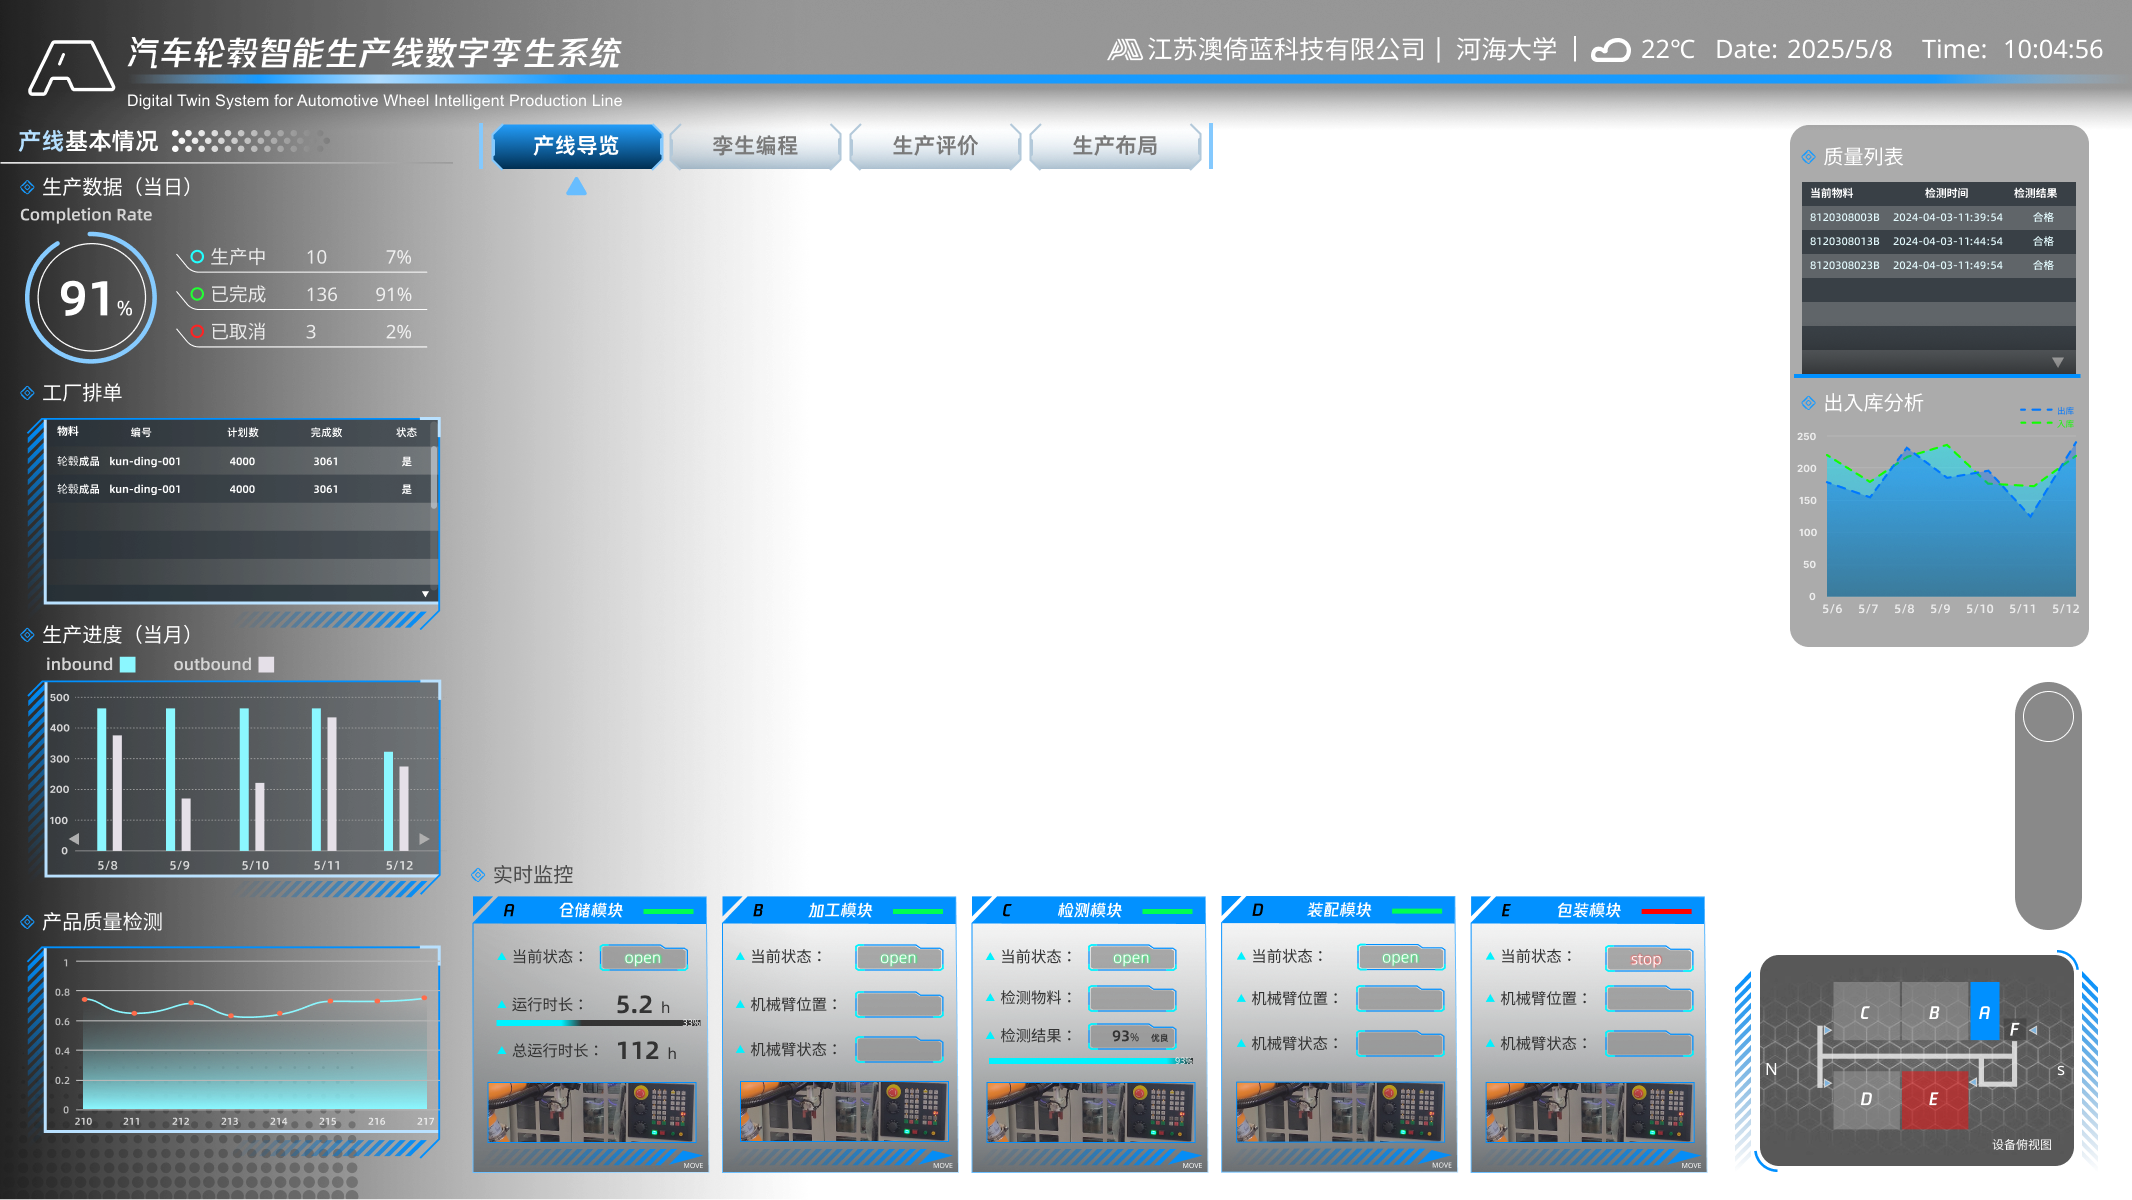 汽车轮毂智能生产线数字孪生系统
Digital Twin System for Automotive Wheel Intelligent Production Line
江苏澳倚蓝科技有限公司 | 河海大学 | 22℃ Date: 2025/5/8 Time: 10:04:56
产线基本情况
产线导览 孪生编程 生产评价 生产布局
生产数据（当日）
Completion Rate
91%
生产中 10 7%
已完成 136 91%
已取消 3 2%
工厂排单
物料 编号 计划数 完成数 状态
轮毂成品 kun-ding-001 4000 3061 是
轮毂成品 kun-ding-001 4000 3061 是
生产进度（当月）
inbound outbound
500
400
300
200
100
0
5/8 5/9 5/10 5/11 5/12
产品质量检测
1
0.8
0.6
0.4
0.2
0
210 211 212 213 214 215 216 217
实时监控
A 仓储模块
当前状态： open
运行时长： 5.2 h
33%
总运行时长： 112 h
MOVE
B 加工模块
当前状态： open
机械臂位置：
机械臂状态：
MOVE
C 检测模块
当前状态： open
检测物料：
检测结果： 93% 优良
93%
MOVE
D 装配模块
当前状态： open
机械臂位置：
机械臂状态：
MOVE
E 包装模块
当前状态： stop
机械臂位置：
机械臂状态：
MOVE
质量列表
当前物料 检测时间 检测结果
8120308003B 2024-04-03-11:39:54 合格
8120308013B 2024-04-03-11:44:54 合格
8120308023B 2024-04-03-11:49:54 合格
出入库分析
出库
入库
250
200
150
100
50
0
5/6 5/7 5/8 5/9 5/10 5/11 5/12
C B A
F
N s
D E
设备俯视图